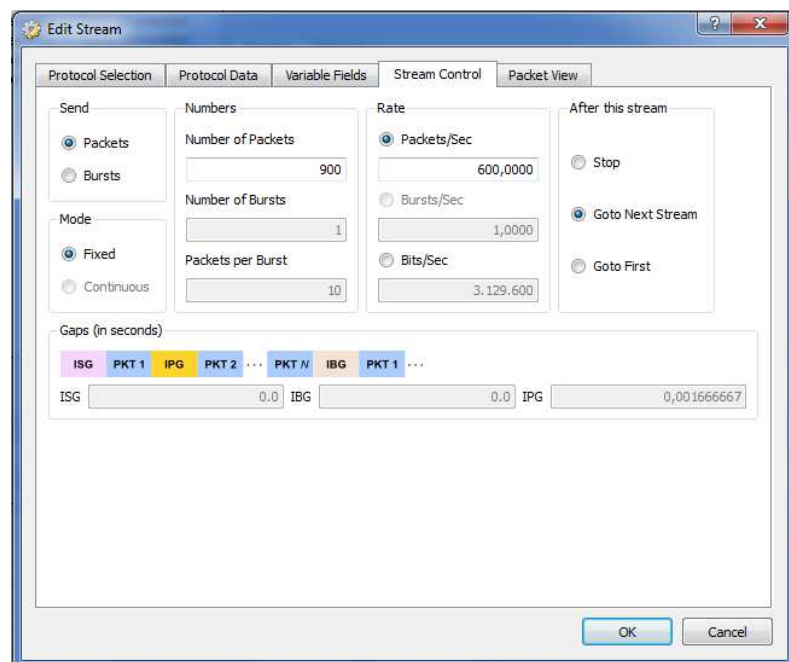 Edit Stream
Protocol Selection
Protocol Data
Variable Fields
Stream Control
Packet View
Send
Packets
Bursts
Mode
Fixed
Continuous
Numbers
Number of Packets
900
Number of Bursts
1
Packets per Burst
10
Rate
Packets/Sec
600,0000
Bursts/Sec
1,0000
Bits/Sec
3.129.600
After this stream
Stop
Goto Next Stream
Goto First
Gaps (in seconds)
ISG PKT 1 IPG PKT 2 ... PKT N IBG PKT 1 ...
ISG 0.0 IBG 0.0 IPG 0,001666667
OK
Cancel